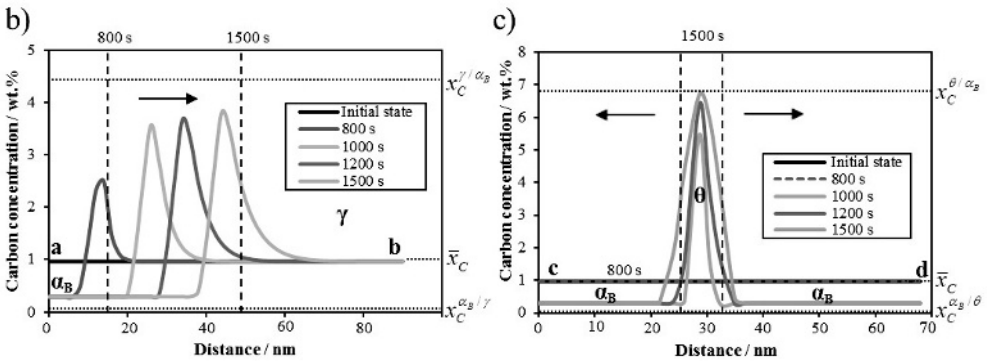 b)
800 s
1500 s
Carbon concentration / wt.%
5
4
3
2
1
0
x_C^{γ/α_B}
Initial state
800 s
1000 s
1200 s
1500 s
γ
a
b
x̄_C
α_B
x_C^{α_B/γ}
0
20
40
60
80
Distance / nm
c)
1500 s
Carbon concentration / wt.%
8
7
6
5
4
3
2
1
0
x_C^{θ/α_B}
Initial state
800 s
1000 s
1200 s
1500 s
θ
c
800 s
d
x̄_C
α_B
α_B
x_C^{α_B/θ}
0
10
20
30
40
50
60
70
Distance / nm